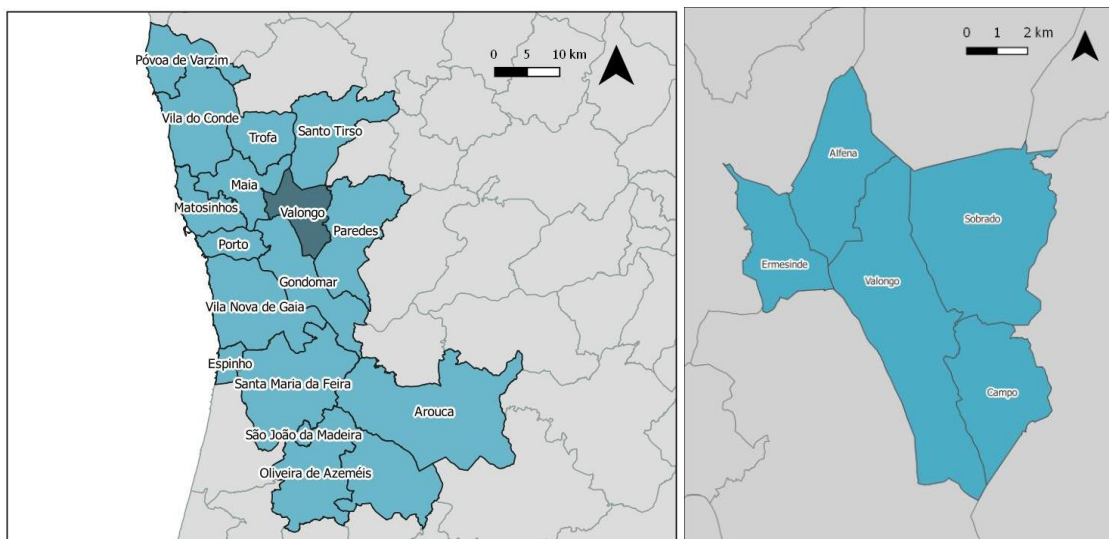 0 5 10 km
Póvoa de Varzim
Vila do Conde
Trofa
Santo Tirso
Maia
Matosinhos
Valongo
Paredes
Porto
Gondomar
Vila Nova de Gaia
Espinho
Santa Maria da Feira
Arouca
São João da Madeira
Oliveira de Azeméis
0 1 2 km
Alfena
Sobrado
Ermesinde
Valongo
Campo